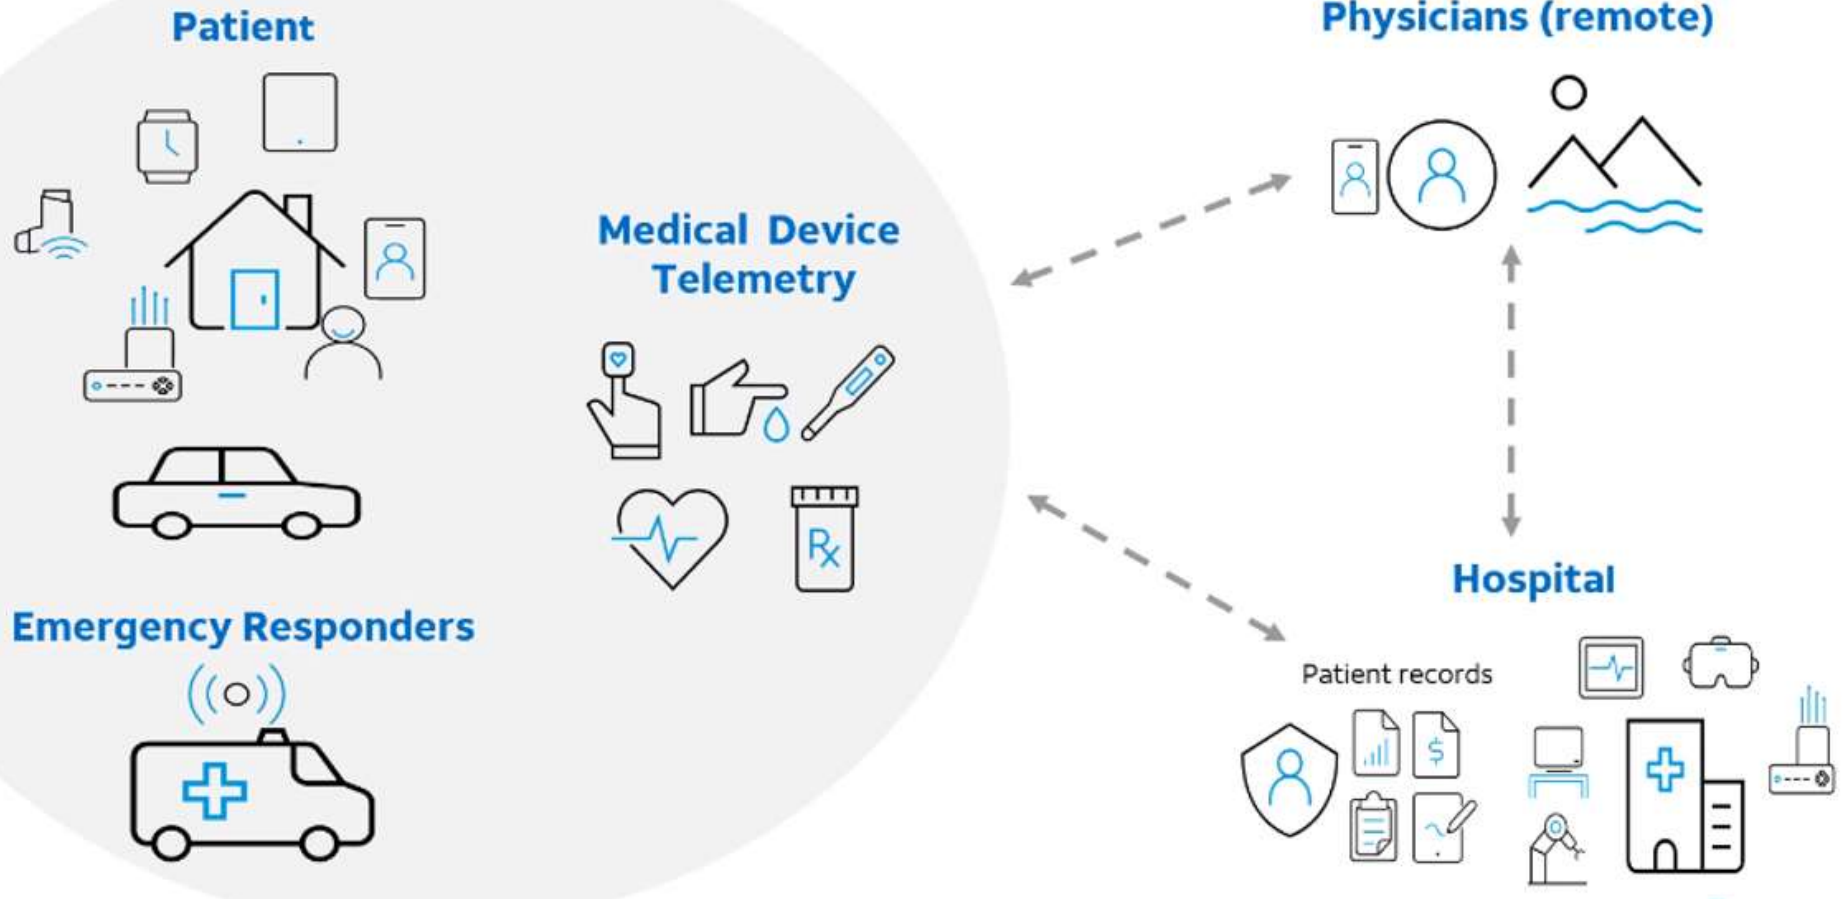 Patient
Physicians (remote)
Medical Device
Telemetry
Rx
Hospital
Emergency Responders
Patient records
$